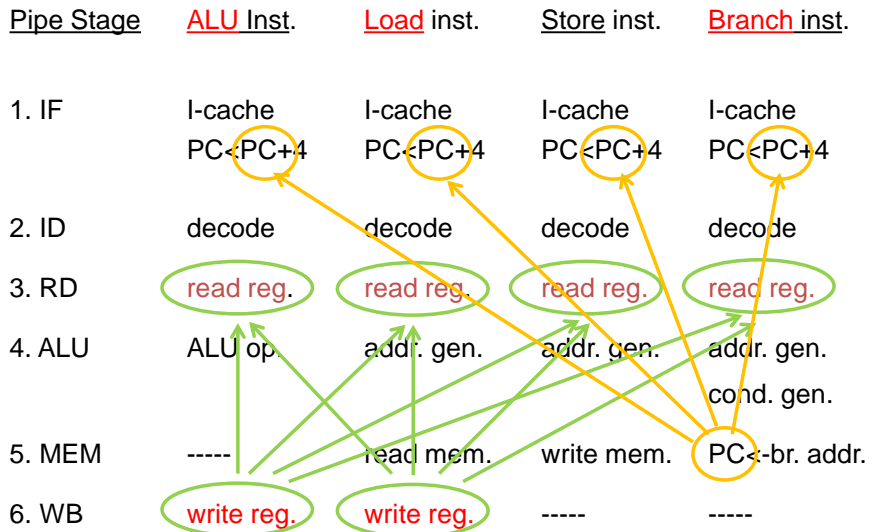 Pipe Stage ALU Inst. Load inst. Store inst. Branch inst.
1. IF I-cache I-cache I-cache I-cache
PC<PC+4 PC<PC+4 PC<PC+4 PC<PC+4
2. ID decode decode decode decode
3. RD read reg. read reg. read reg. read reg.
4. ALU ALU op. addr. gen. addr. gen. addr. gen.
cond. gen.
5. MEM ----- read mem. write mem. PC<-br. addr.
6. WB write reg. write reg. ----- -----